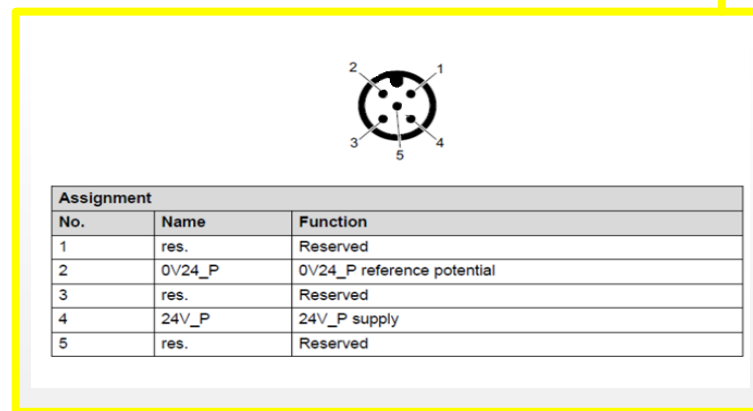 2 1
3 4
5
Assignment
No. Name Function
1 res. Reserved
2 0V24_P 0V24_P reference potential
3 res. Reserved
4 24V_P 24V_P supply
5 res. Reserved